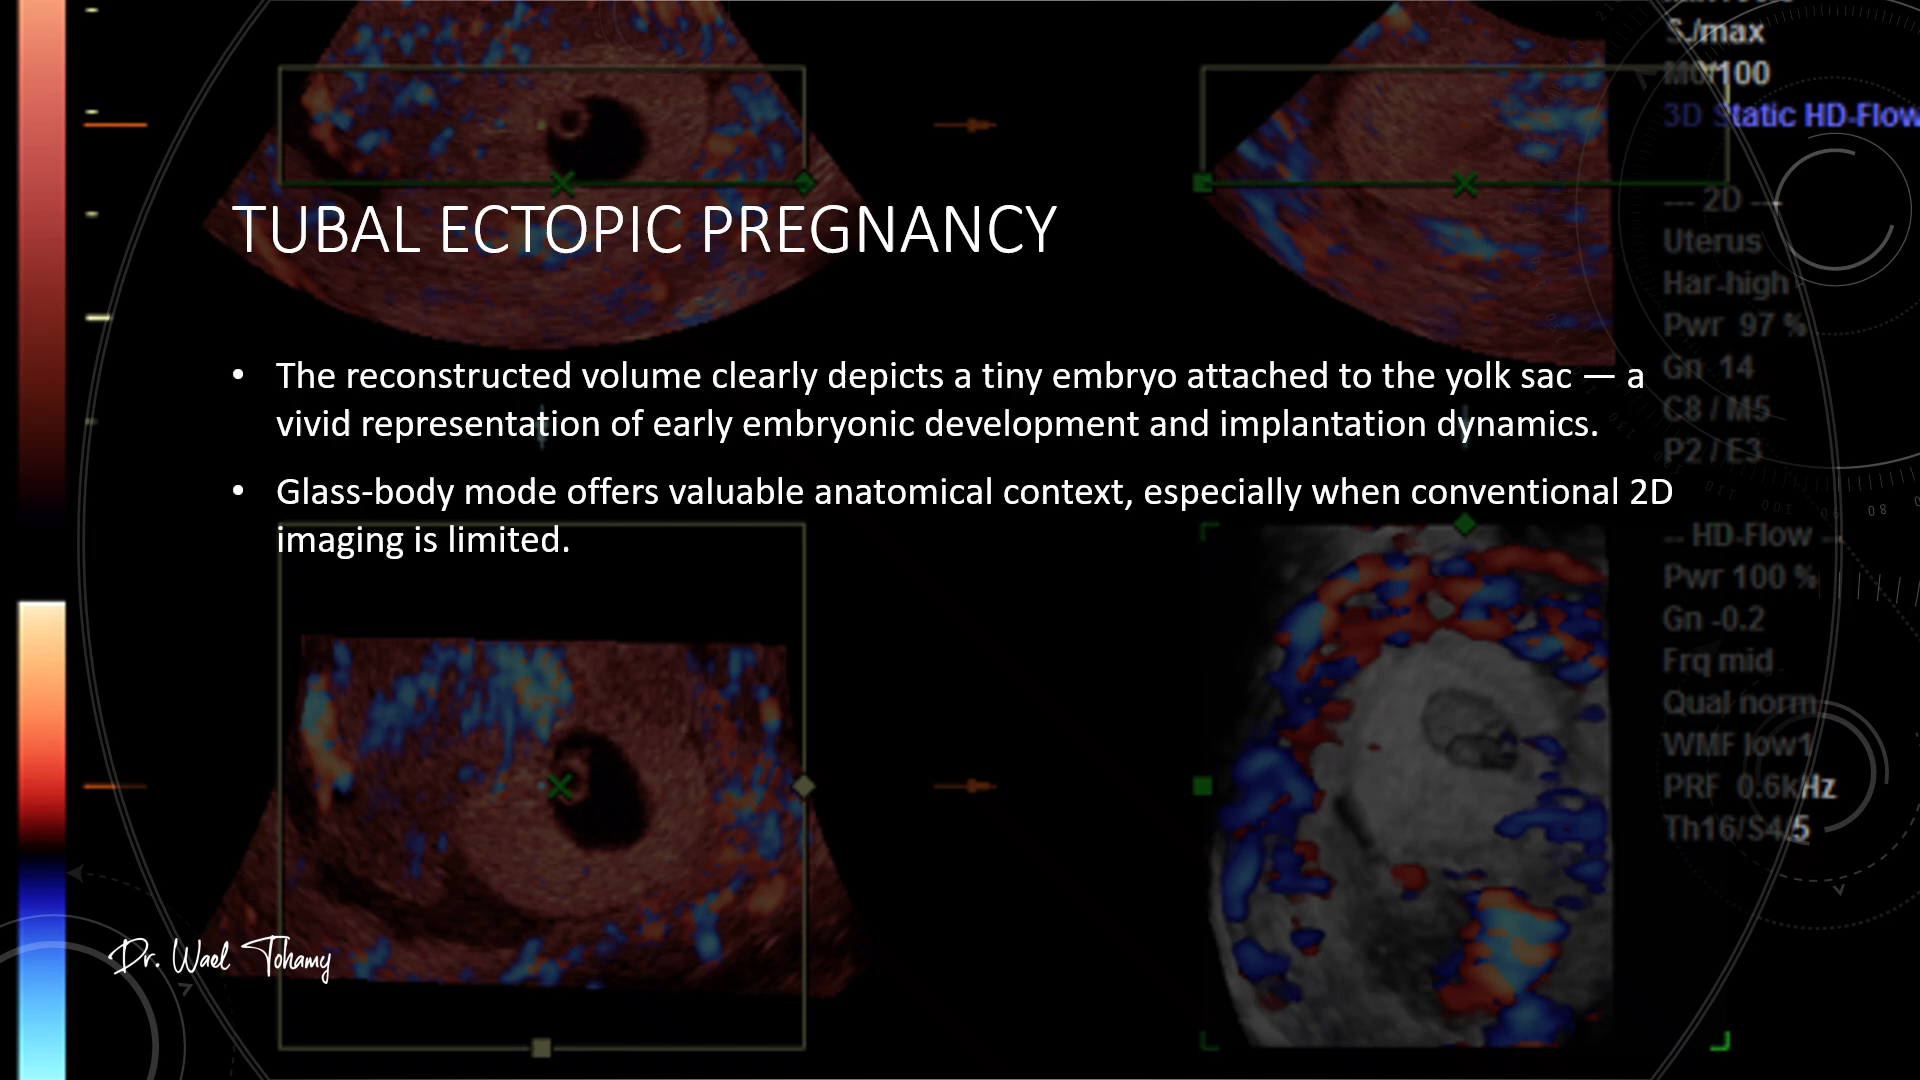 S./max
M6/100
3D Static HD-Flow
--- 2D ---
Uterus
Har-high
Pwr 97 %
Gn 14
C8 / M5
P2 / E3
TUBAL ECTOPIC PREGNANCY
• The reconstructed volume clearly depicts a tiny embryo attached to the yolk sac — a
vivid representation of early embryonic development and implantation dynamics.
• Glass-body mode offers valuable anatomical context, especially when conventional 2D
imaging is limited.
-- HD-Flow --
Pwr 100 %
Gn -0.2
Frq mid
Qual norm
WMF low1
PRF 0.6kHz
Th16/S4/5
Dr. Wael Tohamy